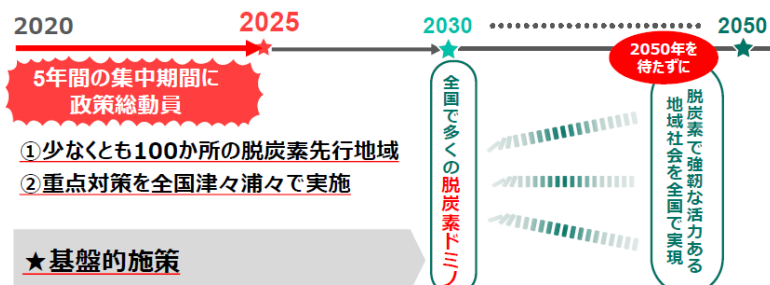 2020
2025
2030
2050
5年間の集中期間に
政策総動員
①少なくとも100か所の脱炭素先行地域
②重点対策を全国津々浦々で実施
★基盤的施策
全国で多くの脱炭素ドミノ
2050年を
待たずに
脱炭素で強靭な活力ある
地域社会を全国で実現